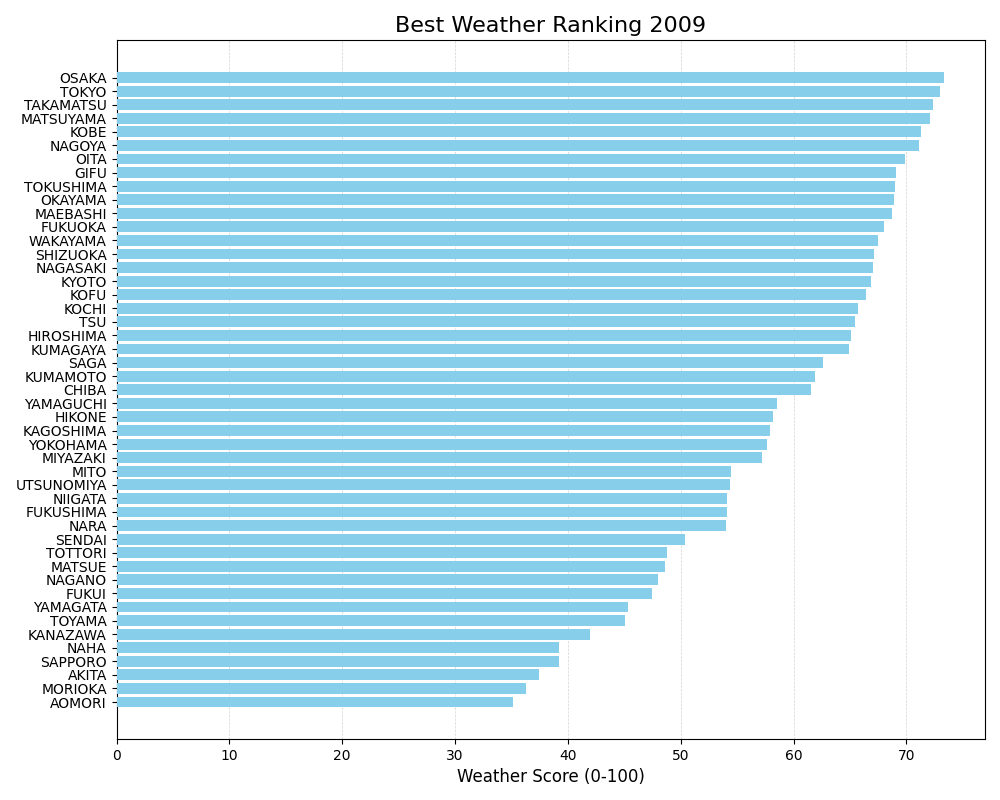 Best Weather Ranking 2009
OSAKA
TOKYO
TAKAMATSU
MATSUYAMA
KOBE
NAGOYA
OITA
GIFU
TOKUSHIMA
OKAYAMA
MAEBASHI
FUKUOKA
WAKAYAMA
SHIZUOKA
NAGASAKI
KYOTO
KOFU
KOCHI
TSU
HIROSHIMA
KUMAGAYA
SAGA
KUMAMOTO
CHIBA
YAMAGUCHI
HIKONE
KAGOSHIMA
YOKOHAMA
MIYAZAKI
MITO
UTSUNOMIYA
NIIGATA
FUKUSHIMA
NARA
SENDAI
TOTTORI
MATSUE
NAGANO
FUKUI
YAMAGATA
TOYAMA
KANAZAWA
NAHA
SAPPORO
AKITA
MORIOKA
AOMORI
0 10 20 30 40 50 60 70
Weather Score (0-100)